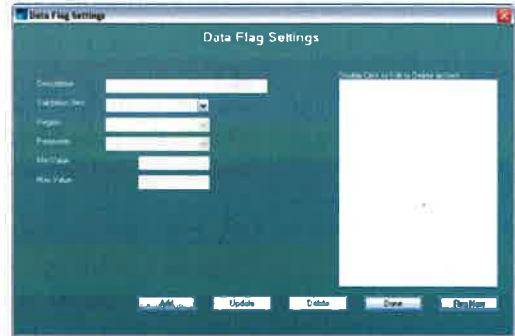 Data Flag Settings
Data Flag Settings
Double Click to Edit or Delete an Item
Description
Validation Item
Region
Parameter
Min Value
Max Value
Add
Update
Delete
Done
Run Now